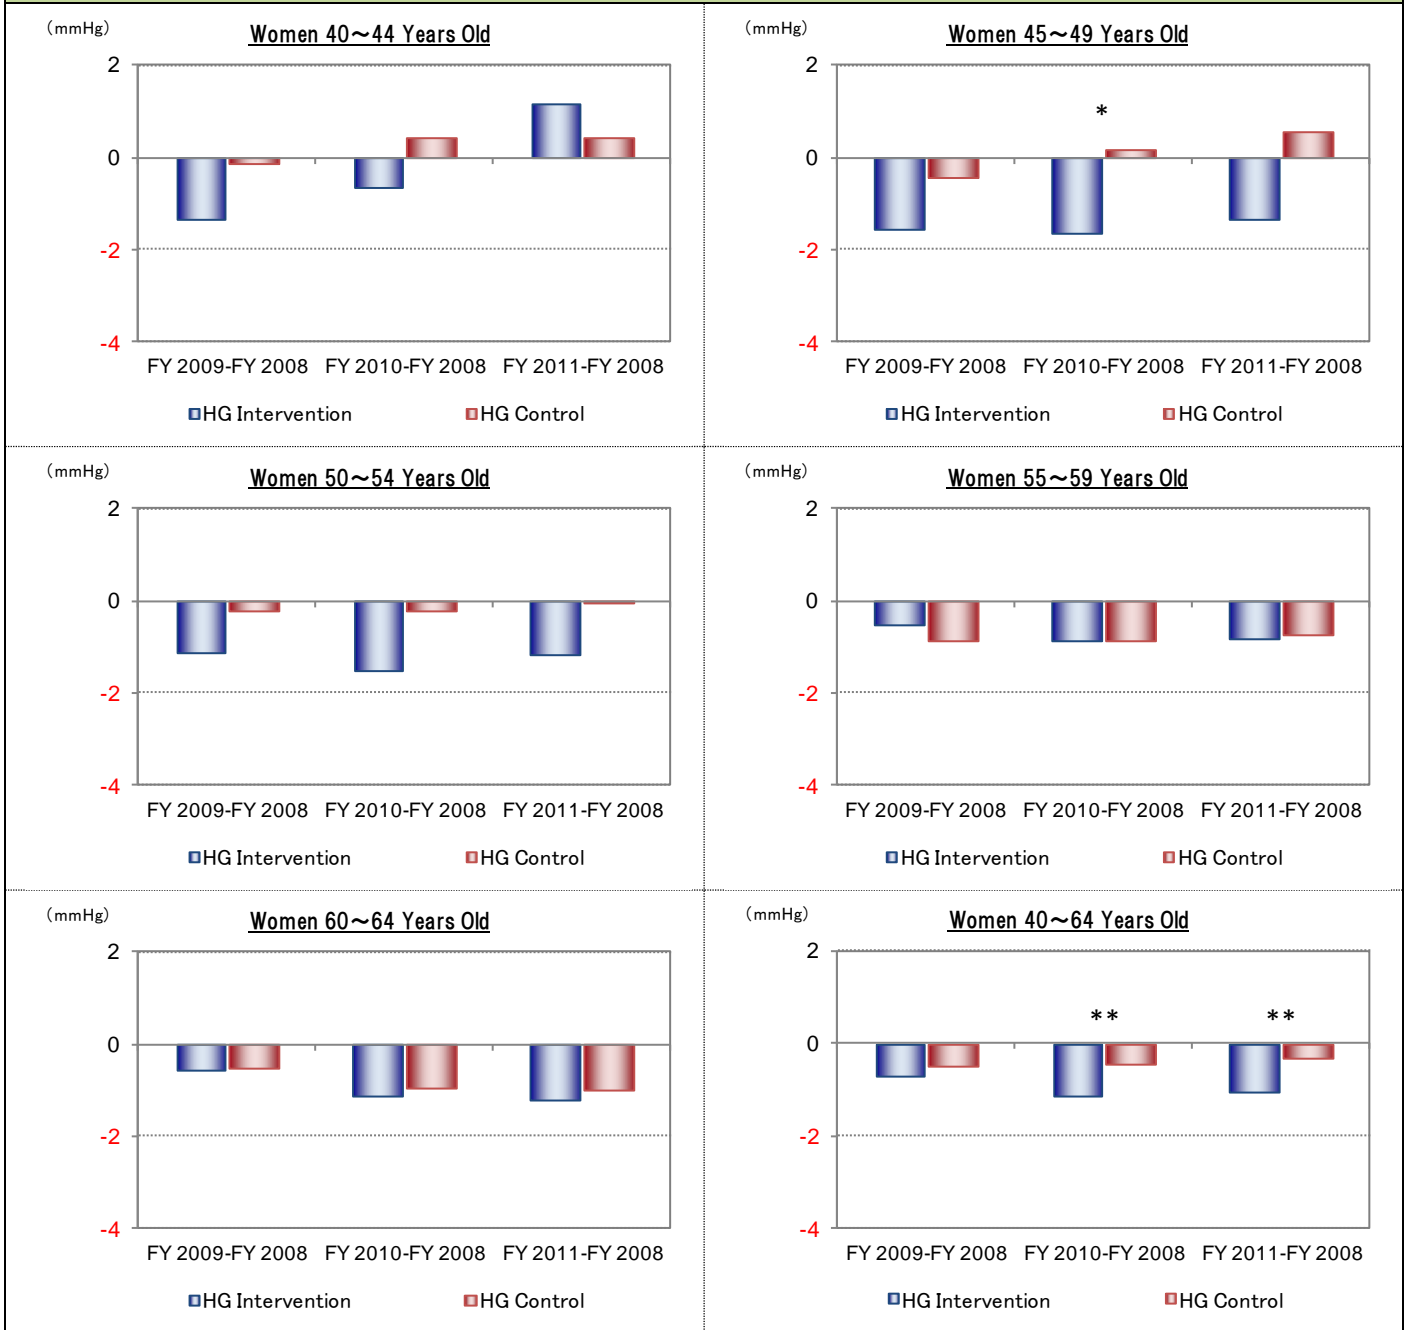 (mmHg)
Women 40～44 Years Old
2
0
-2
-4
FY 2009-FY 2008 FY 2010-FY 2008 FY 2011-FY 2008
HG Intervention HG Control
(mmHg)
Women 45～49 Years Old
2
*
0
-2
-4
FY 2009-FY 2008 FY 2010-FY 2008 FY 2011-FY 2008
HG Intervention HG Control
(mmHg)
Women 50～54 Years Old
2
0
-2
-4
FY 2009-FY 2008 FY 2010-FY 2008 FY 2011-FY 2008
HG Intervention HG Control
(mmHg)
Women 55～59 Years Old
2
0
-2
-4
FY 2009-FY 2008 FY 2010-FY 2008 FY 2011-FY 2008
HG Intervention HG Control
(mmHg)
Women 60～64 Years Old
2
0
-2
-4
FY 2009-FY 2008 FY 2010-FY 2008 FY 2011-FY 2008
HG Intervention HG Control
(mmHg)
Women 40～64 Years Old
2
** **
0
-2
-4
FY 2009-FY 2008 FY 2010-FY 2008 FY 2011-FY 2008
HG Intervention HG Control